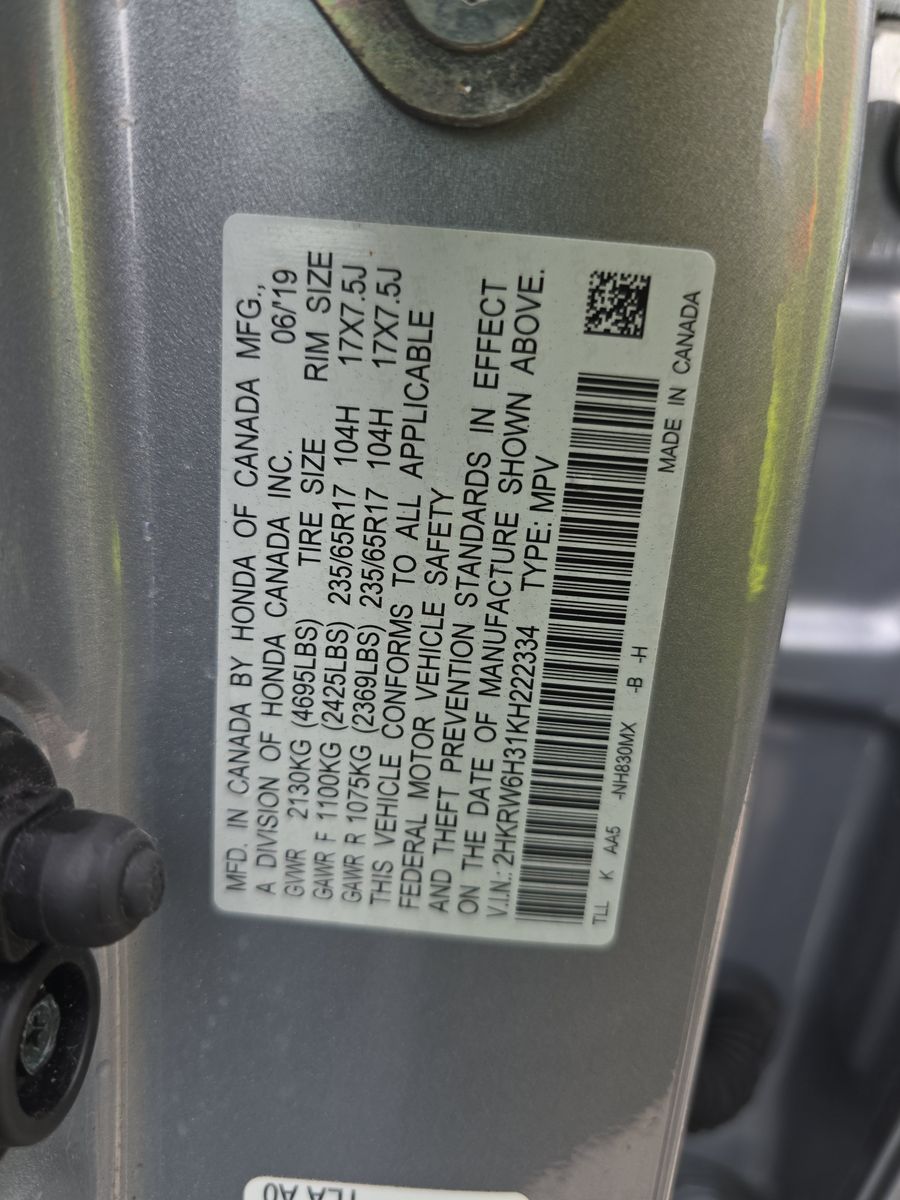 MFD. IN CANADA BY HONDA OF CANADA MFG.,
A DIVISION OF HONDA CANADA INC. 06/'19
GVWR 2130KG (4695LBS) TIRE SIZE RIM SIZE
GAWR F 1100KG (2425LBS) 235/65R17 104H 17X7.5J
GAWR R 1075KG (2369LBS) 235/65R17 104H 17X7.5J
THIS VEHICLE CONFORMS TO ALL APPLICABLE
FEDERAL MOTOR VEHICLE SAFETY
AND THEFT PREVENTION STANDARDS IN EFFECT
ON THE DATE OF MANUFACTURE SHOWN ABOVE.
V.I.N.: 2HKRW6H31KH222334 TYPE: MPV
TLL K AA5 -NH830MX -B -H MADE IN CANADA
TLA A0